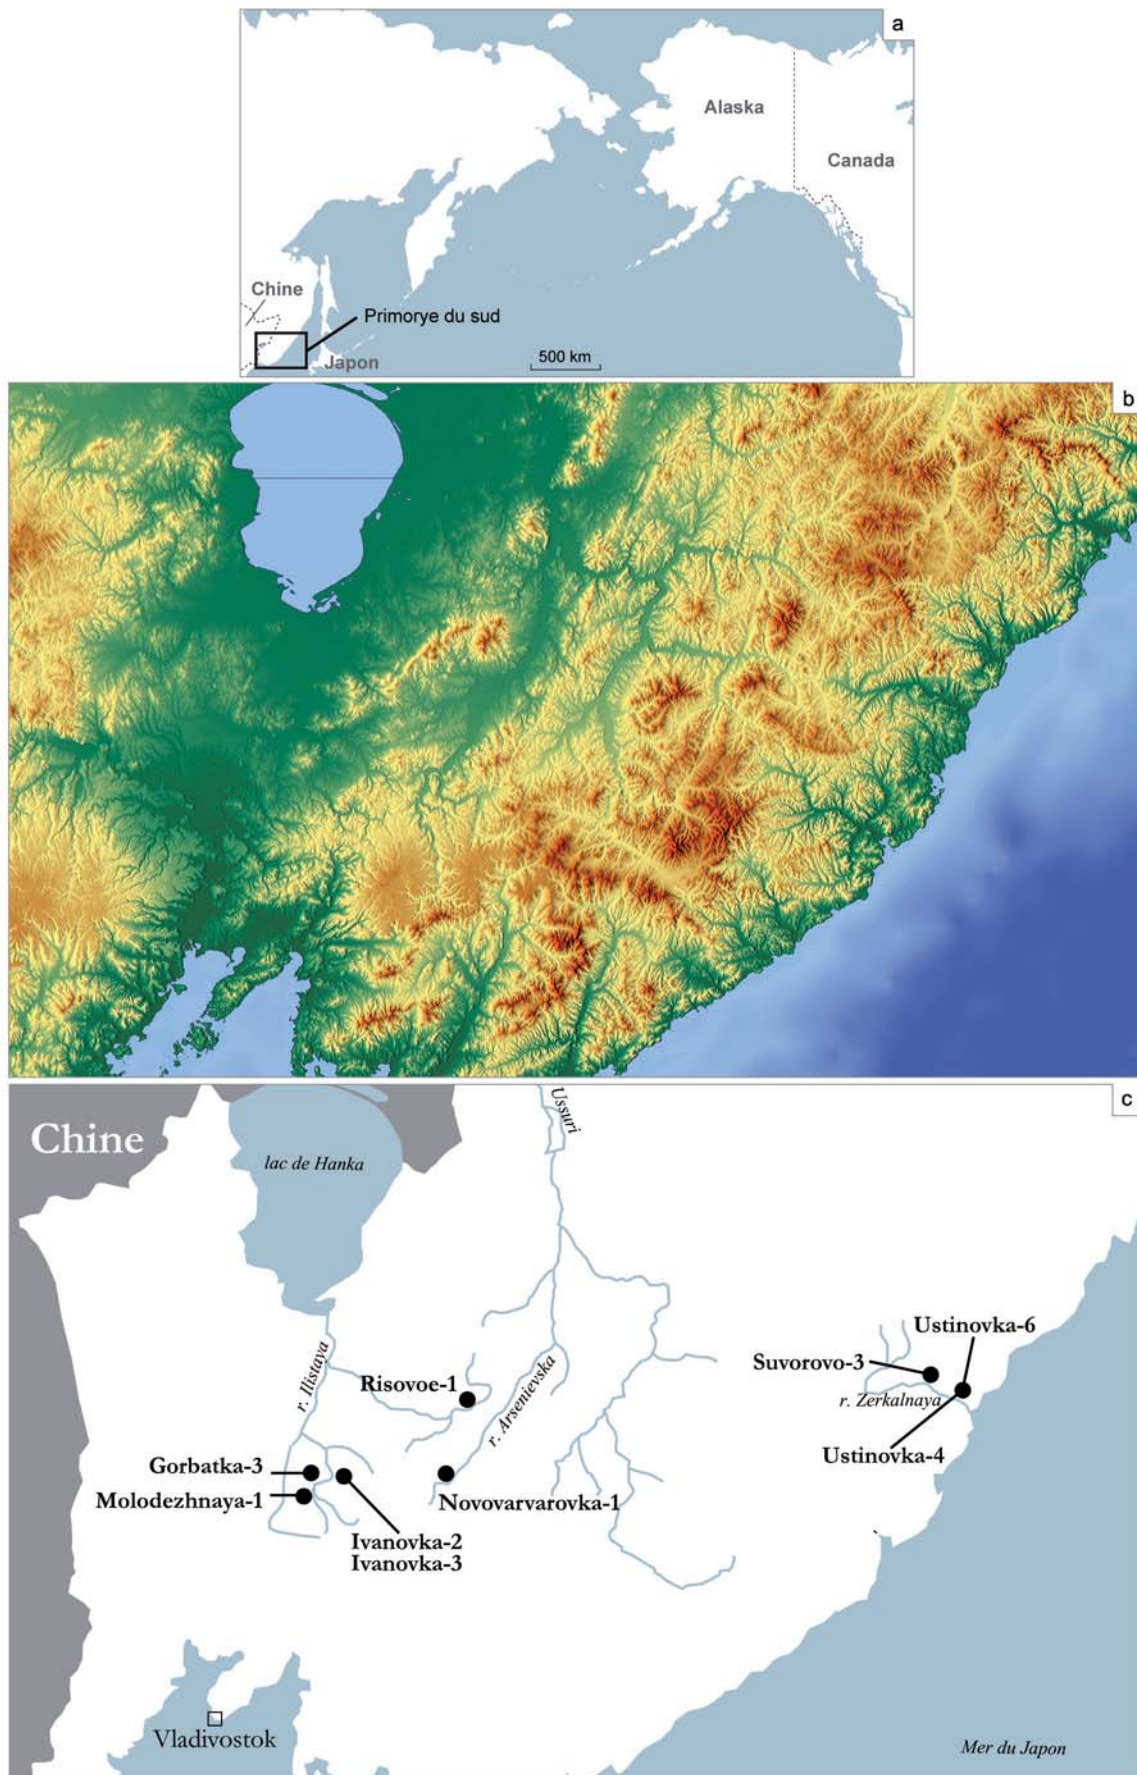 a
Alaska
Canada
Chine
Primorye du sud
Japon
500 km
b
c
Chine
Ussuri
lac de Hanka
r. Ilistaya
Risovoe-1
r. Arsenievska
Ustinovka-6
Suvorovo-3
r. Zerkalnaya
Ustinovka-4
Gorbatka-3
Molodezhnaya-1
Novovarvarovka-1
Ivanovka-2
Ivanovka-3
Vladivostok
Mer du Japon